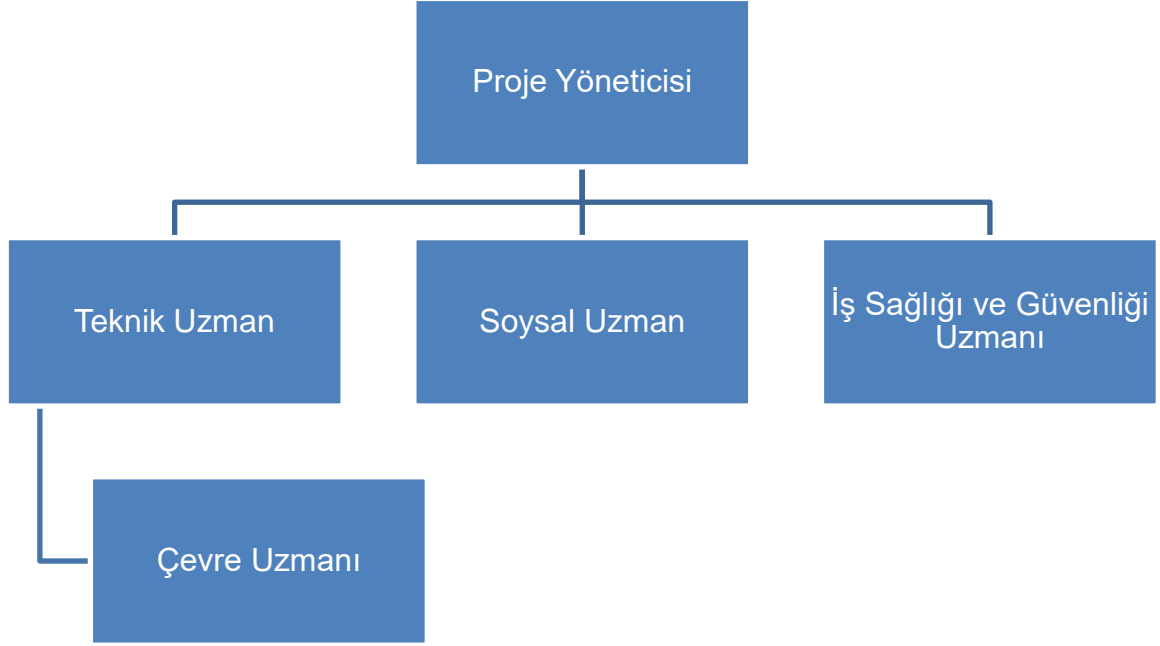 Proje Yöneticisi
Teknik Uzman
Soysal Uzman
İş Sağlığı ve Güvenliği
Uzmanı
Çevre Uzmanı